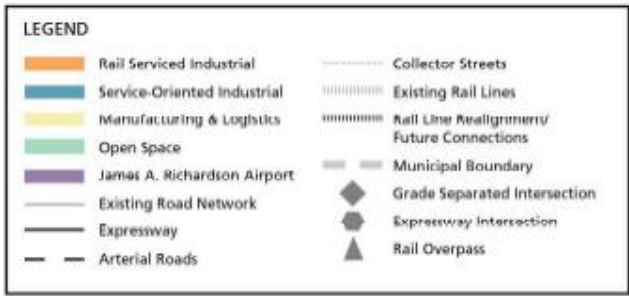 LEGEND
Rail Serviced Industrial
Service-Oriented Industrial
Manufacturing & Logistics
Open Space
James A. Richardson Airport
Existing Road Network
Expressway
Arterial Roads
Collector Streets
Existing Rail Lines
Rail Line Realignment/
Future Connections
Municipal Boundary
Grade Separated Intersection
Expressway Intersection
Rail Overpass